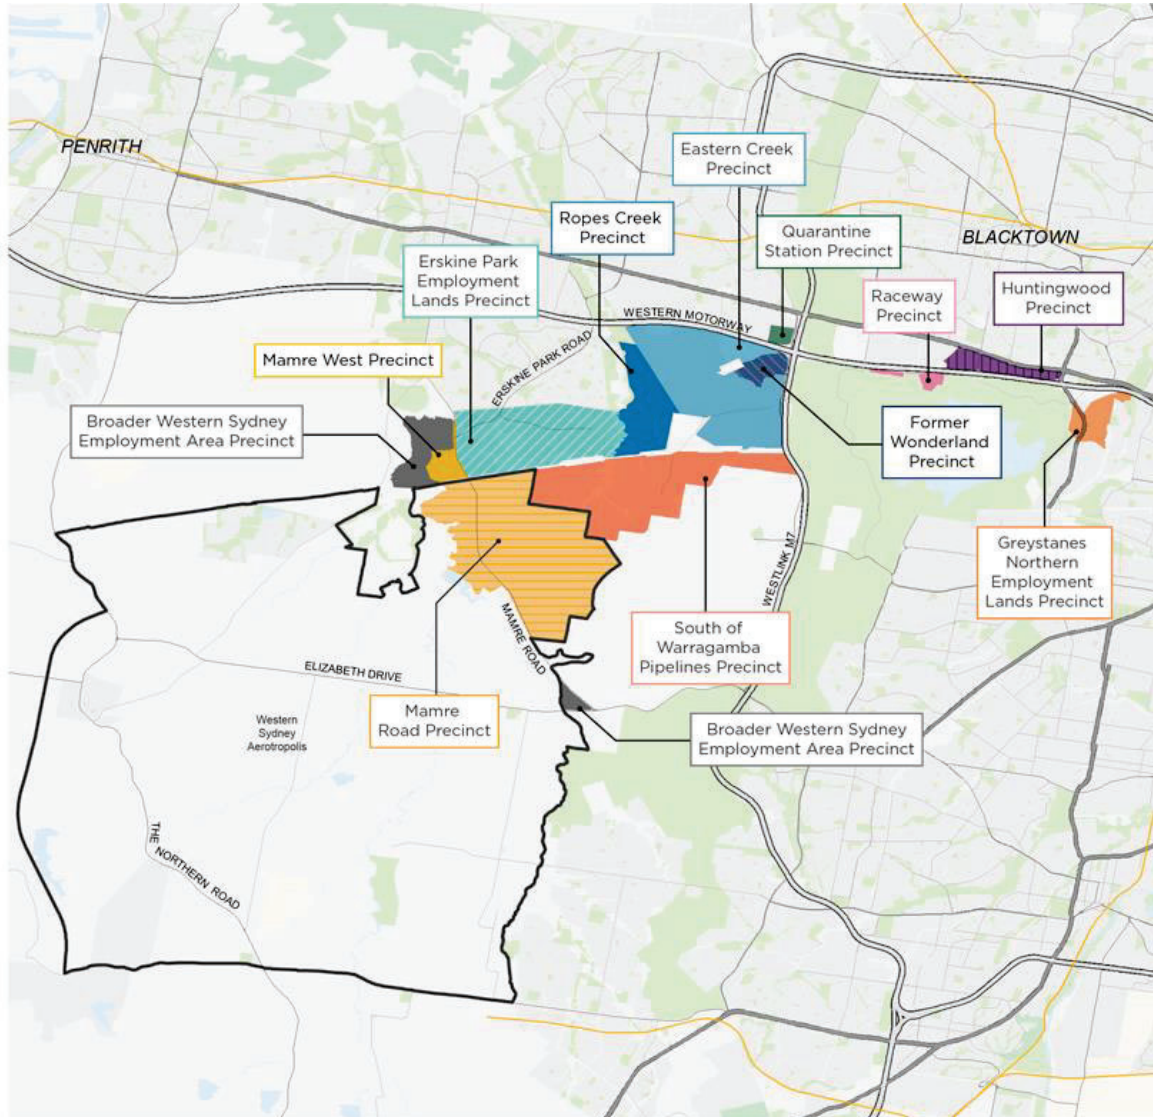 PENRITH
Eastern Creek
Precinct
Ropes Creek
Precinct
Quarantine
Station Precinct
BLACKTOWN
Erskine Park
Employment
Lands Precinct
Raceway
Precinct
Huntingwood
Precinct
WESTERN MOTORWAY
ERSKINE PARK ROAD
Mamre West Precinct
Broader Western Sydney
Employment Area Precinct
Former
Wonderland
Precinct
Greystanes
Northern
Employment
Lands Precinct
WESTLINK M7
MAMRE ROAD
South of
Warragamba
Pipelines Precinct
ELIZABETH DRIVE
Mamre
Road Precinct
Western
Sydney
Aerotropolis
Broader Western Sydney
Employment Area Precinct
THE NORTHERN ROAD